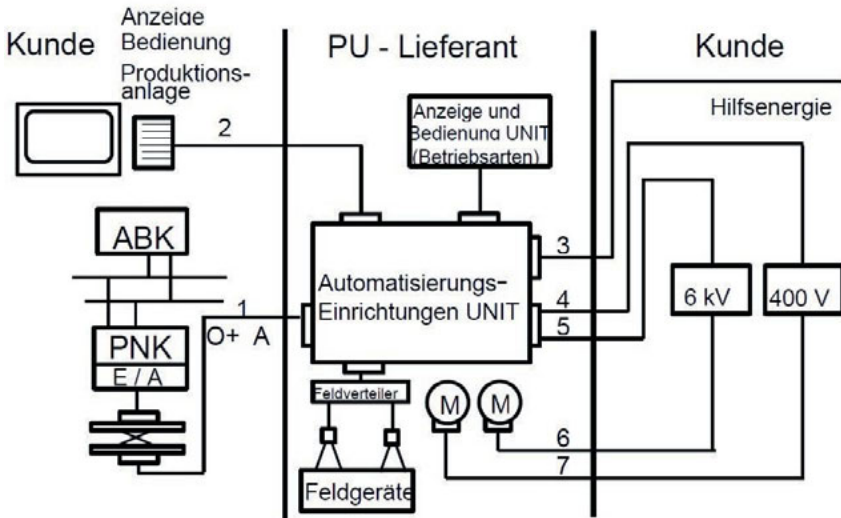 Kunde
Anzeige
Bedienung
Produktions-
anlage
PU - Lieferant
Kunde
Hilfsenergie
2
Anzeige und
Bedienung UNIT
(Betriebsarten)
ABK
1
O+ A
PNK
E / A
Automatisierungs-
Einrichtungen UNIT
3
4
5
6 kV
400 V
Feldverteiler
M
M
6
7
Feldgeräte